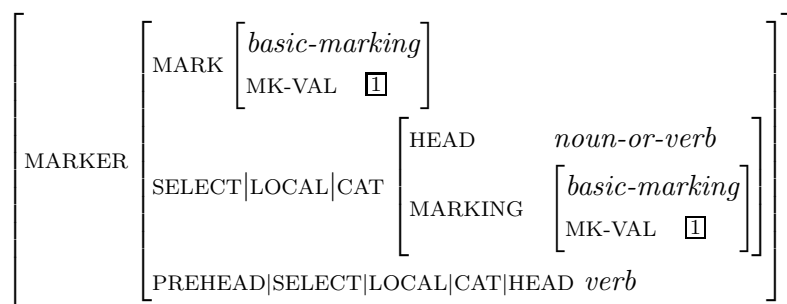 MARKER
MARK
basic-marking
MK-VAL 1
SELECT|LOCAL|CAT
HEAD noun-or-verb
MARKING
basic-marking
MK-VAL 1
PREHEAD|SELECT|LOCAL|CAT|HEAD verb